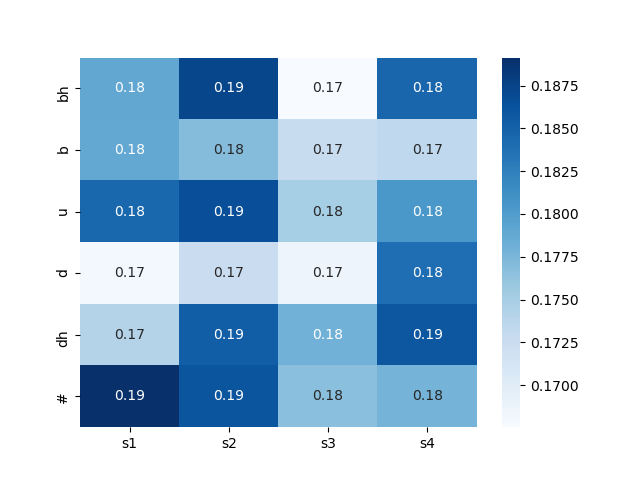 bh 0.18 0.19 0.17 0.18
b 0.18 0.18 0.17 0.17
u 0.18 0.19 0.18 0.18
d 0.17 0.17 0.17 0.18
dh 0.17 0.19 0.18 0.19
# 0.19 0.19 0.18 0.18
s1 s2 s3 s4
0.1875
0.1850
0.1825
0.1800
0.1775
0.1750
0.1725
0.1700